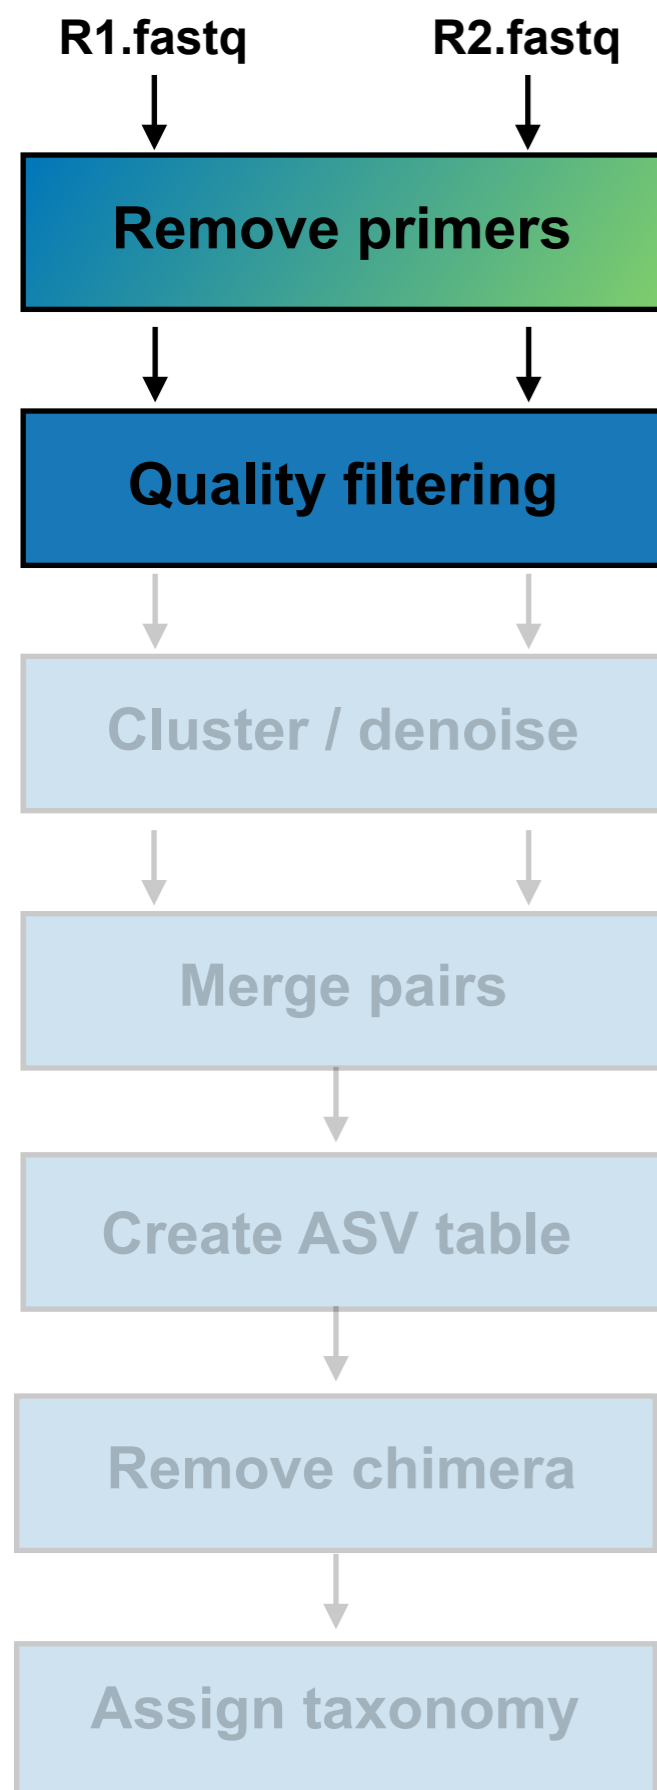 R1.fastq R2.fastq
Remove primers
Quality filtering
Cluster / denoise
Merge pairs
Create ASV table
Remove chimera
Assign taxonomy